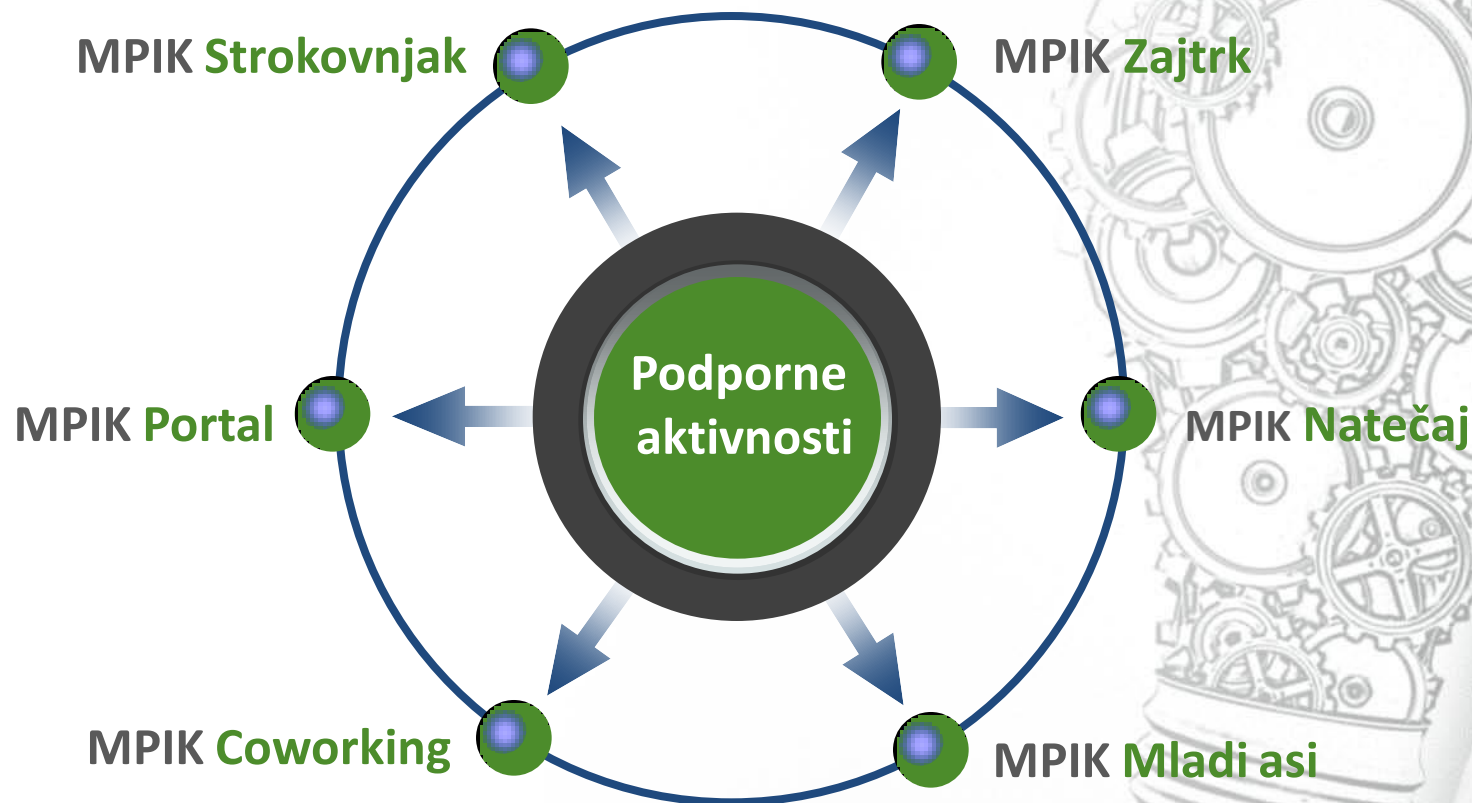 MPIK Strokovnjak
MPIK Zajtrk
Podporne
aktivnosti
MPIK Portal
MPIK Natečaj
MPIK Coworking
MPIK Mladi asi